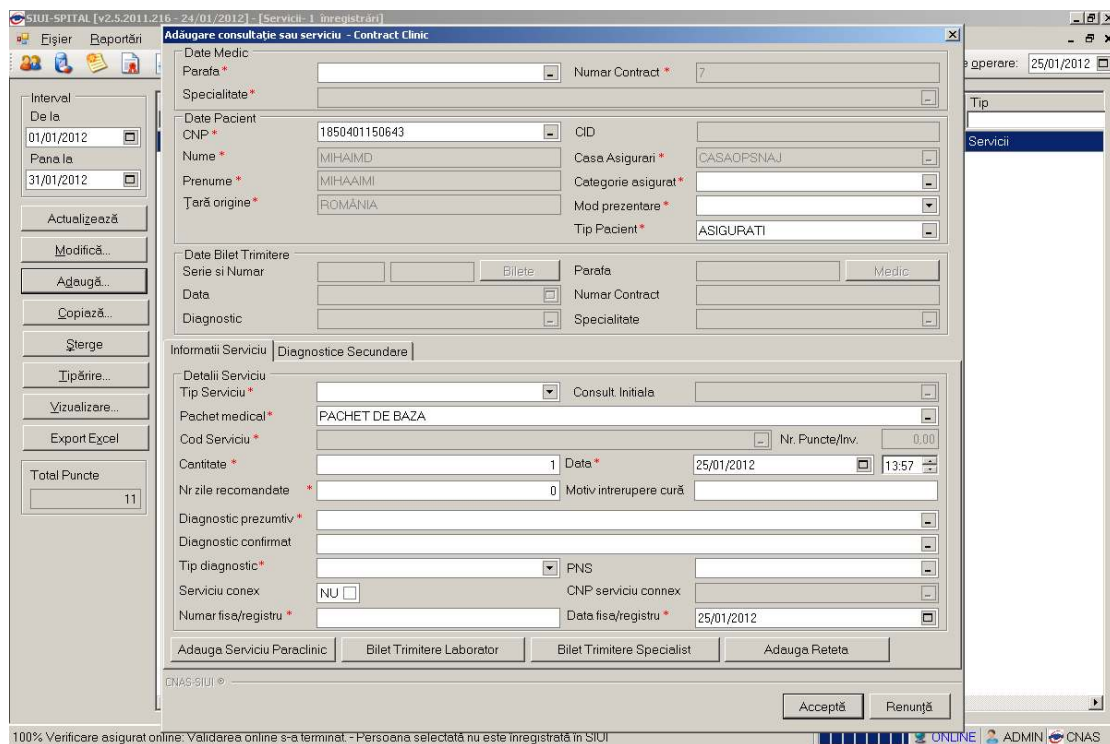 SIUI-SPITAL [v2.5.2011.216 - 24/01/2012] - [Servicii- 1 înregistrări]
Fișier Raportări
operare: 25/01/2012
Interval
De la
01/01/2012
Pana la
31/01/2012
Actualizează
Modifică...
Adaugă...
Copiază...
Șterge
Tipărire...
Vizualizare...
Export Excel
Total Puncte
11
Tip
Servicii
Adăugare consultație sau serviciu - Contract Clinic
Date Medic
Parafa * Numar Contract * 7
Specialitate *
Date Pacient
CNP * 1850401150643 CID
Nume * MIHAIMD Casa Asigurari * CASAOPSNAJ
Prenume * MIHAAIMI Categorie asigurat *
Țară origine * ROMÂNIA Mod prezentare *
Tip Pacient * ASIGURATI
Date Bilet Trimitere
Serie si Numar Bilete Parafa Medic
Data Numar Contract
Diagnostic Specialitate
Informatii Serviciu Diagnostice Secundare
Detalii Serviciu
Tip Serviciu * Consult. Initiala
Pachet medical * PACHET DE BAZA
Cod Serviciu * Nr. Puncte/Inv. 0,00
Cantitate * 1 Data * 25/01/2012 13:57
Nr zile recomandate * 0 Motiv intrerupere cură
Diagnostic prezumtiv *
Diagnostic confirmat
Tip diagnostic * PNS
Serviciu conex NU CNP serviciu connex
Numar fisa/registru * Data fisa/registru * 25/01/2012
Adauga Serviciu Paraclinic Bilet Trimitere Laborator Bilet Trimitere Specialist Adauga Reteta
CNAS-SIUI ®
Acceptă Renunță
100% Verificare asigurat online: Validarea online s-a terminat. - Persoana selectată nu este înregistrată în SIUI ONLINE ADMIN CNAS